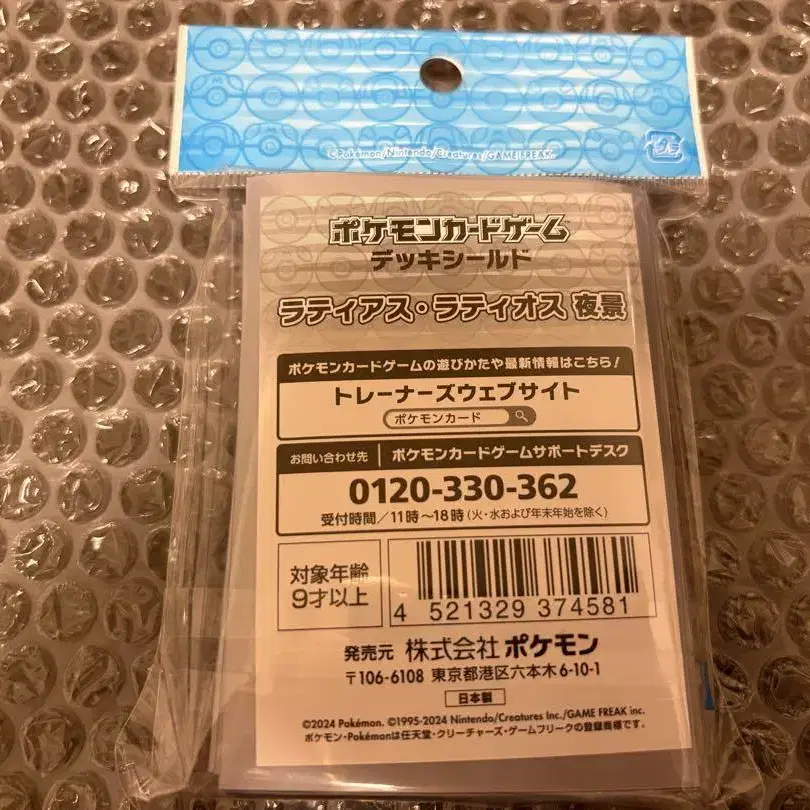 ©Pokémon/Nintendo/Creatures/GAME FREAK
プラ
ポケモンカードゲーム
デッキシールド
ラティアス・ラティオス 夜景
ポケモンカードゲームの遊びかたや最新情報はこちら!
トレーナーズウェブサイト
ポケモンカード
お問い合わせ先 ポケモンカードゲームサポートデスク
0120-330-362
受付時間/11時～18時(火・水および年末年始を除く)
対象年齢
9才以上
4 521329 374581
発売元 株式会社ポケモン
〒106-6108 東京都港区六本木6-10-1
日本製
©2024 Pokémon. ©1995-2024 Nintendo/Creatures Inc./GAME FREAK inc.
ポケモン・Pokémonは任天堂・クリーチャーズ・ゲームフリークの登録商標です。